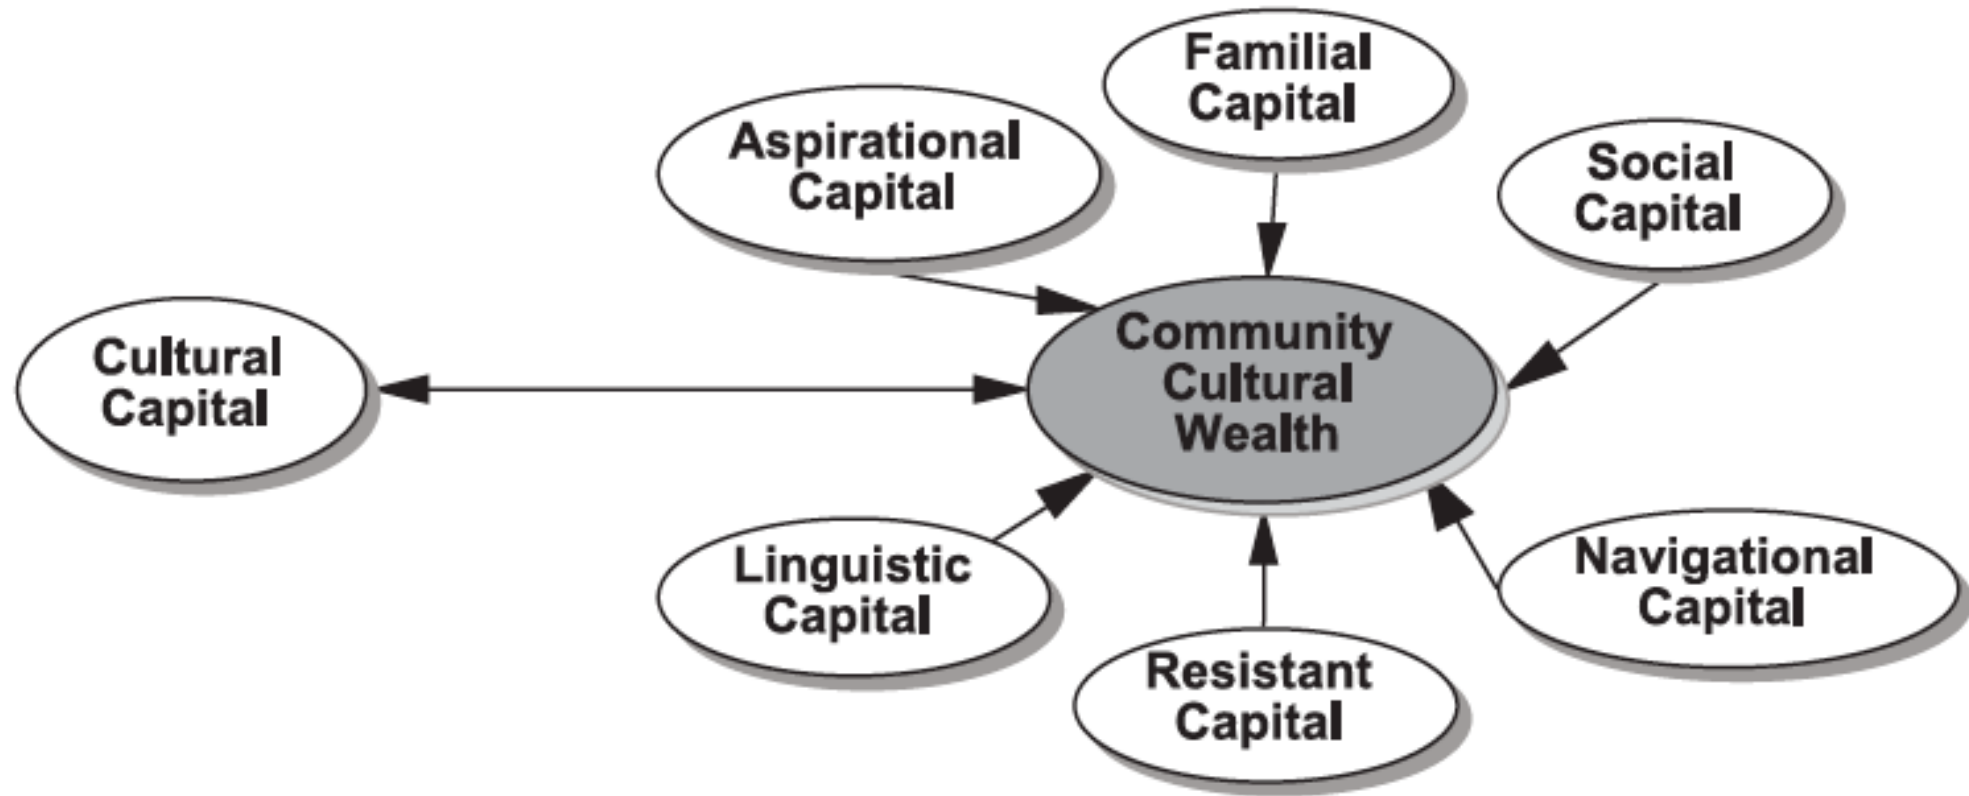 Familial
Capital
Aspirational
Capital
Social
Capital
Cultural
Capital
Community
Cultural
Wealth
Linguistic
Capital
Navigational
Capital
Resistant
Capital